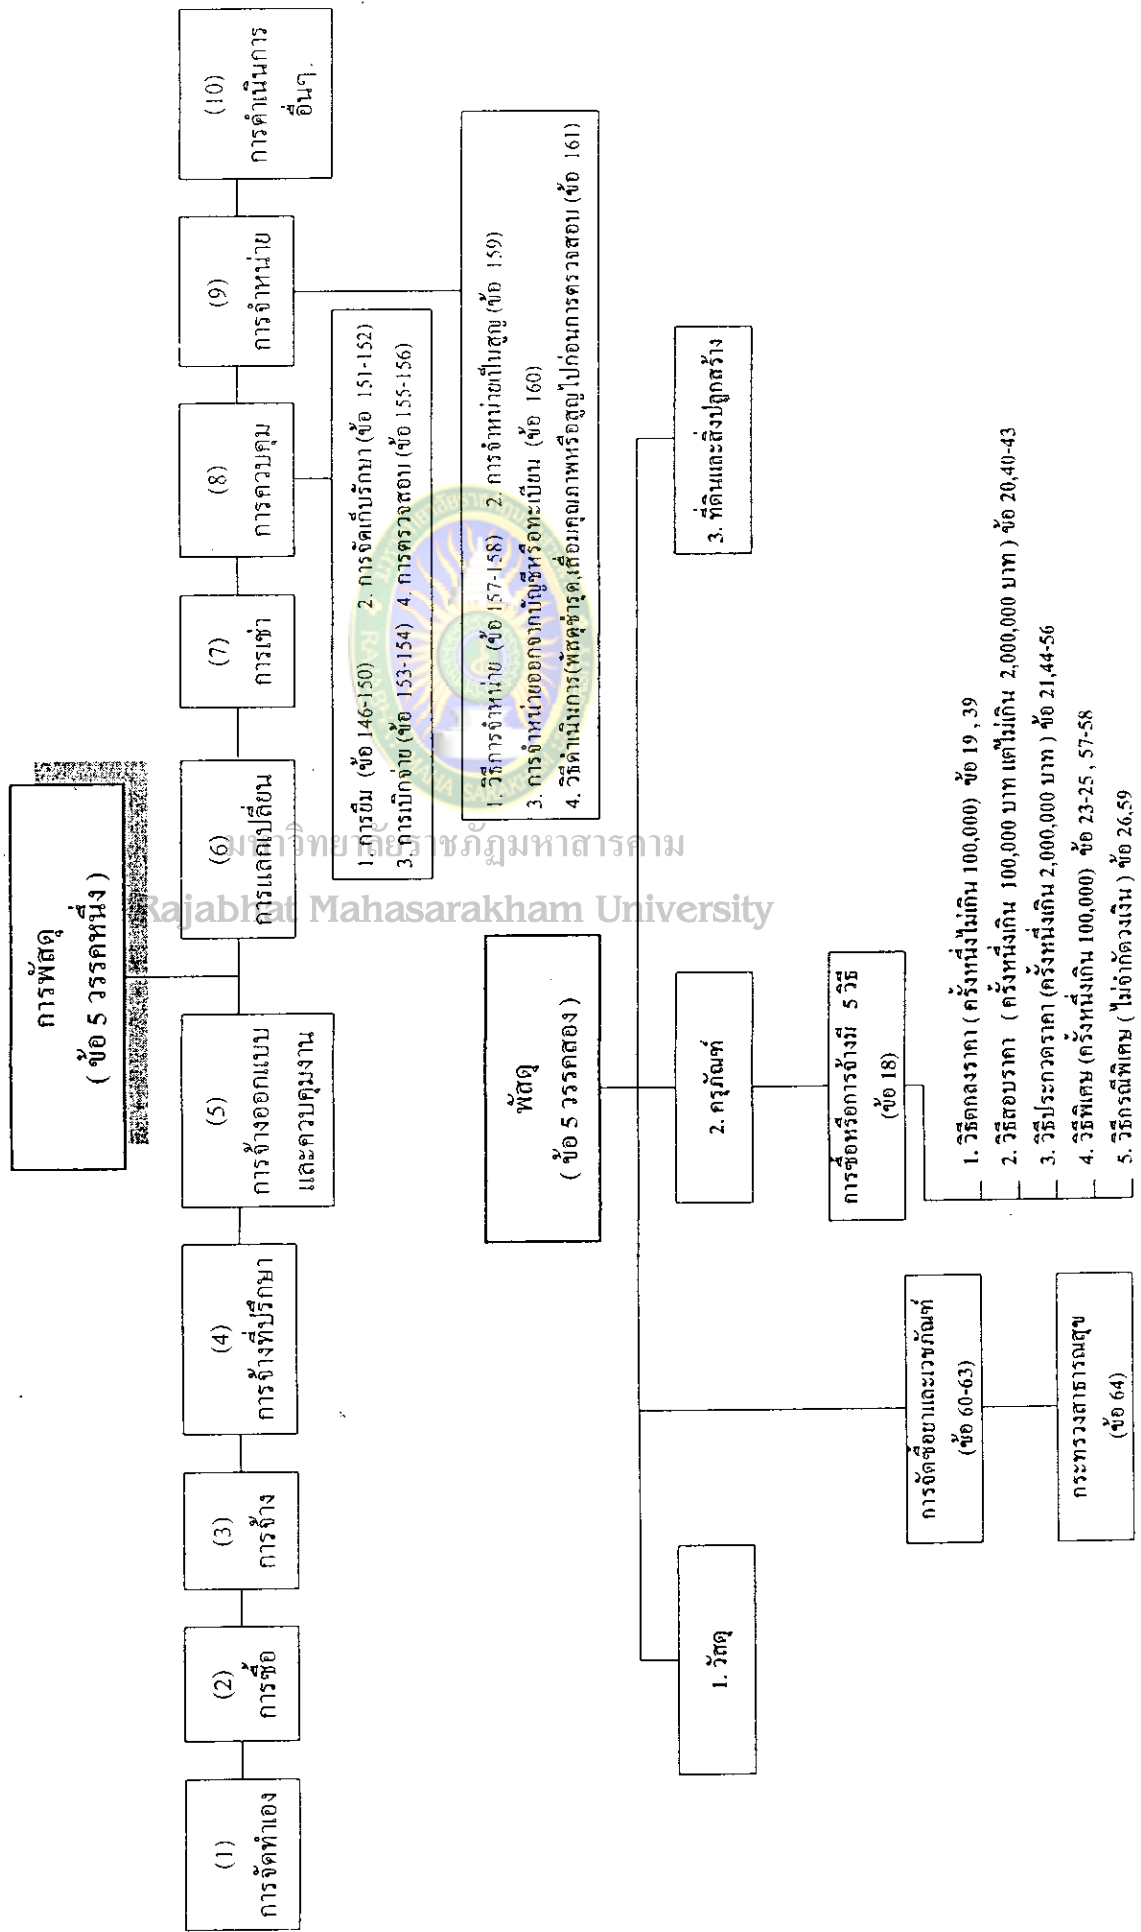 การพัสดุ
( ข้อ 5 วรรคหนึ่ง )
(1)
การจัดทำเอง
(2)
การซื้อ
(3)
การจ้าง
(4)
การจ้างที่ปรึกษา
(5)
การจ้างออกแบบ
และควบคุมงาน
(6)
การแลกเปลี่ยน
(7)
การเช่า
(8)
การควบคุม
(9)
การจำหน่าย
(10)
การดำเนินการ
อื่นๆ.
1. การยืม (ข้อ 146-150) 2. การจัดเก็บรักษา (ข้อ 151-152)
3. การเบิกจ่าย (ข้อ 153-154) 4. การตรวจสอบ (ข้อ 155-156)
1. วิธีการจำหน่าย (ข้อ 157-158) 2. การจำหน่ายเป็นสูญ (ข้อ 159)
3. การจำหน่ายออกจากบัญชีหรือทะเบียน (ข้อ 160)
4. วิธีดำเนินการ(พัสดุชำรุด,เสื่อมคุณภาพหรือสูญไปก่อนการตรวจสอบ (ข้อ 161)
มหาวิทยาลัยราชภัฏมหาสารคาม
Rajabhat Mahasarakham University
พัสดุ
( ข้อ 5 วรรคสอง )
1. วัสดุ
2. ครุภัณฑ์
3. ที่ดินและสิ่งปลูกสร้าง
การซื้อหรือการจ้างมี 5 วิธี
(ข้อ 18)
การจัดซื้อยาและเวชภัณฑ์
(ข้อ 60-63)
กระทรวงสาธารณสุข
(ข้อ 64)
1. วิธีตกลงราคา ( ครั้งหนึ่งไม่เกิน 100,000) ข้อ 19 , 39
2. วิธีสอบราคา ( ครั้งหนึ่งเกิน 100,000 บาท แต่ไม่เกิน 2,000,000 บาท ) ข้อ 20,40-43
3. วิธีประกวดราคา (ครั้งหนึ่งเกิน 2,000,000 บาท ) ข้อ 21,44-56
4. วิธีพิเศษ (ครั้งหนึ่งเกิน 100,000) ข้อ 23-25 , 57-58
5. วิธีกรณีพิเศษ ( ไม่จำกัดวงเงิน ) ข้อ 26,59